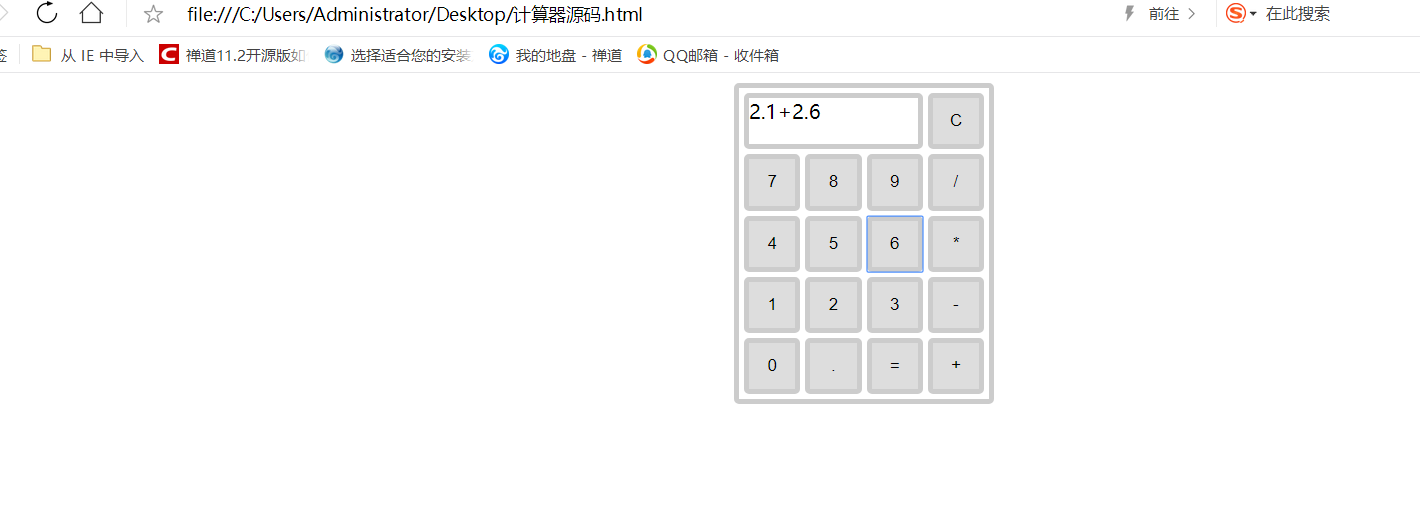 file:///C:/Users/Administrator/Desktop/计算器源码.html 前往 在此搜索
签 从 IE 中导入 禅道11.2开源版如 选择适合您的安装 我的地盘 - 禅道 QQ邮箱 - 收件箱
2.1+2.6 C
7 8 9 /
4 5 6 *
1 2 3 -
0 . = +